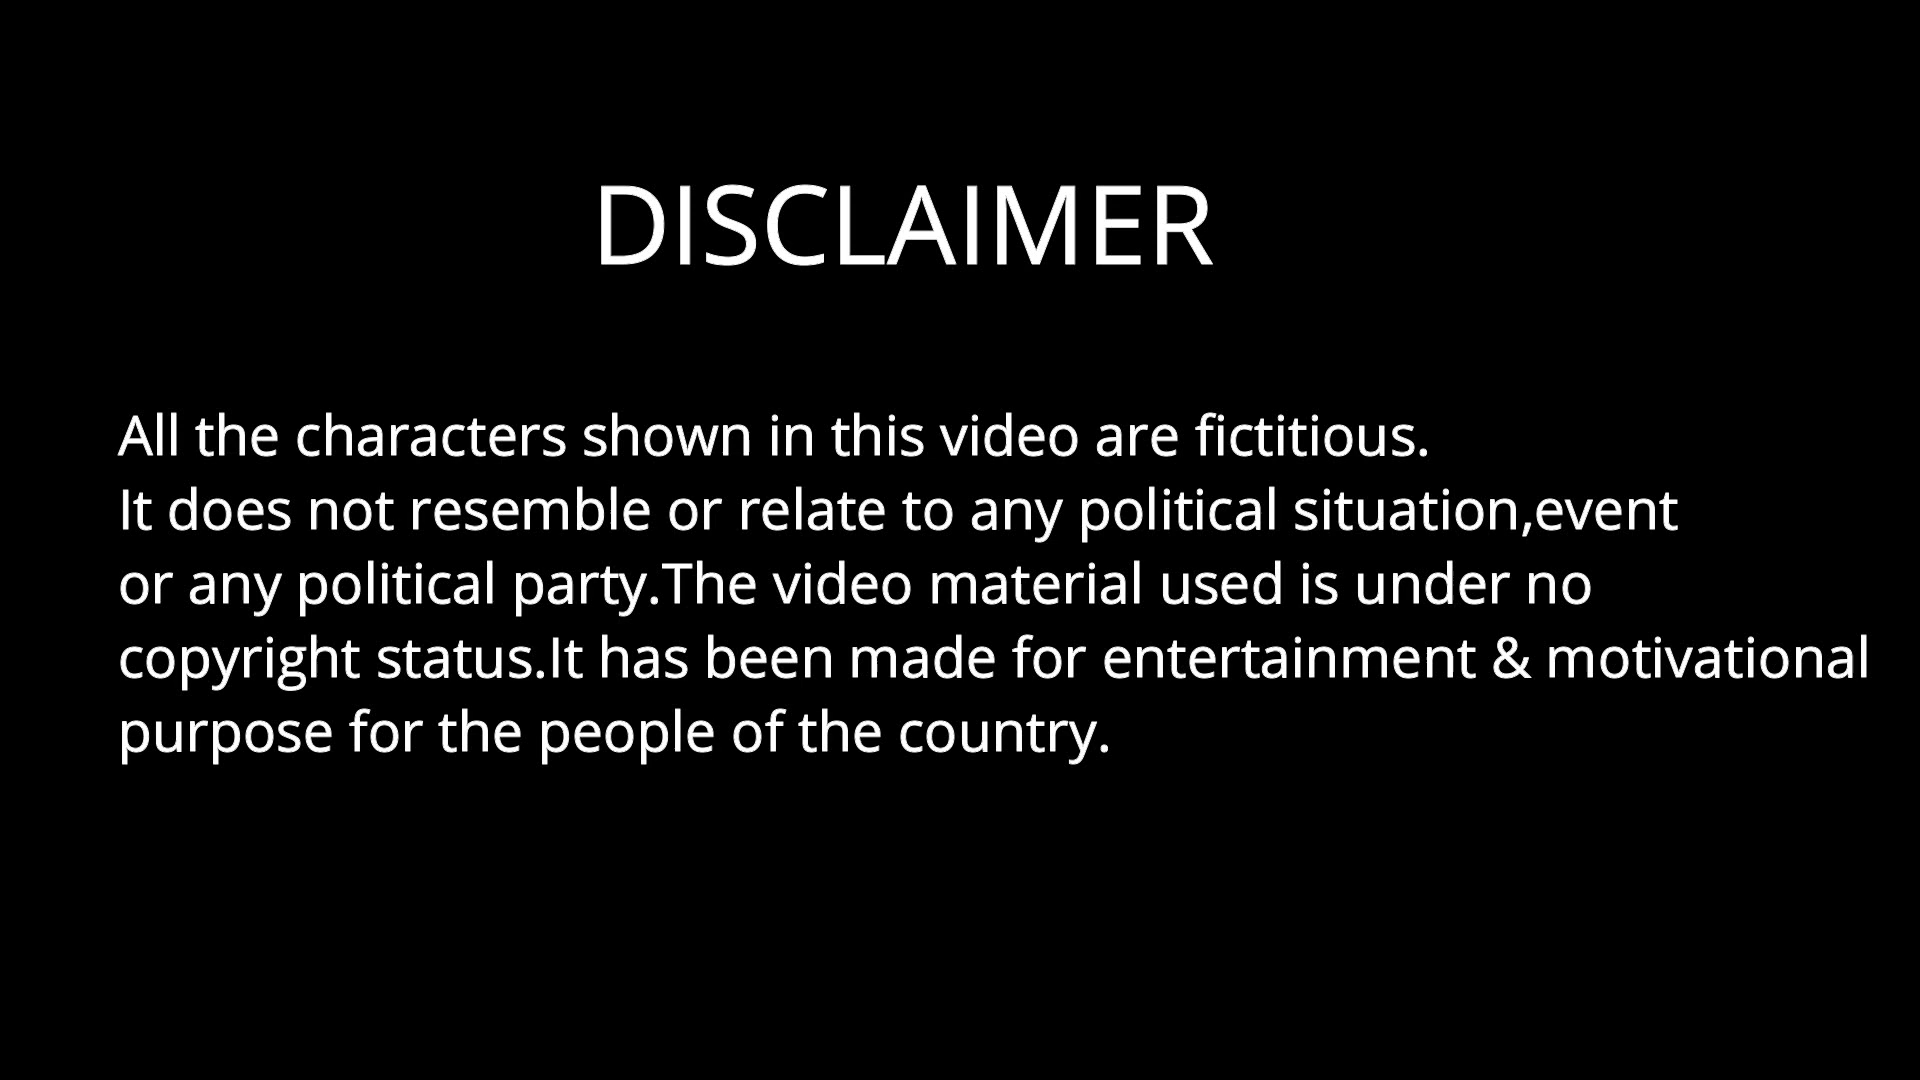 DISCLAIMER
All the characters shown in this video are fictitious.
It does not resemble or relate to any political situation,event
or any political party.The video material used is under no
copyright status.It has been made for entertainment & motivational
purpose for the people of the country.